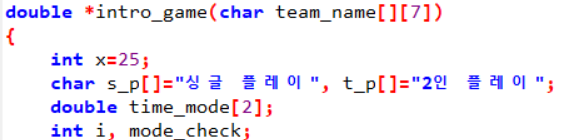 double *intro_game(char team_name[][7])
{
int x=25;
char s_p[]="싱글 플레이", t_p[]="2인 플레이";
double time_mode[2];
int i, mode_check;